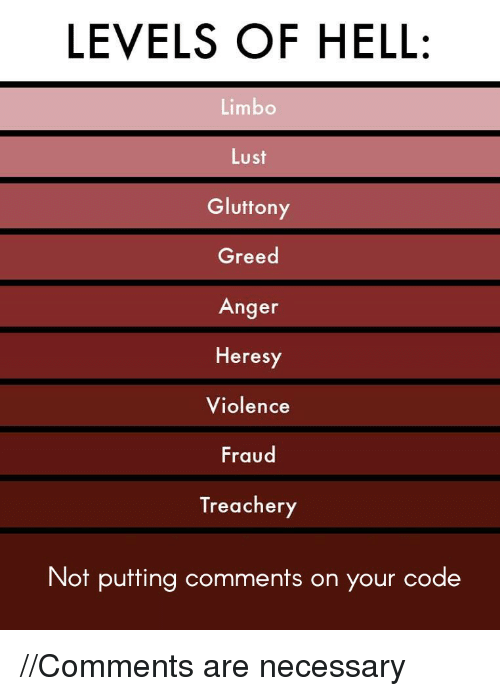 LEVELS OF HELL:
Limbo
Lust
Gluttony
Greed
Anger
Heresy
Violence
Fraud
Treachery
Not putting comments on your code
//Comments are necessary